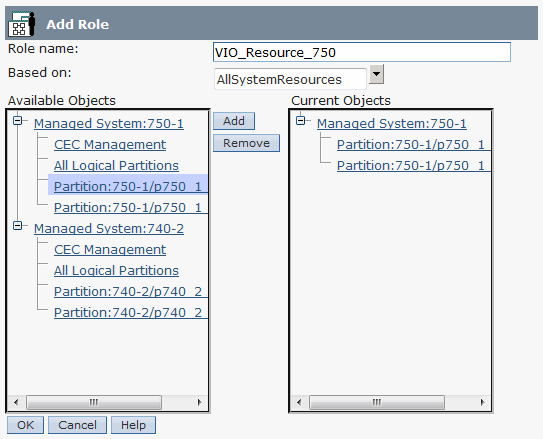 Add Role
Role name: VIO_Resource_750
Based on: AllSystemResources
Available Objects
Managed System:750-1
CEC Management
All Logical Partitions
Partition:750-1/p750_1
Partition:750-1/p750_1
Managed System:740-2
CEC Management
All Logical Partitions
Partition:740-2/p740_2
Partition:740-2/p740_2
Add
Remove
Current Objects
Managed System:750-1
Partition:750-1/p750_1
Partition:750-1/p750_1
OK Cancel Help